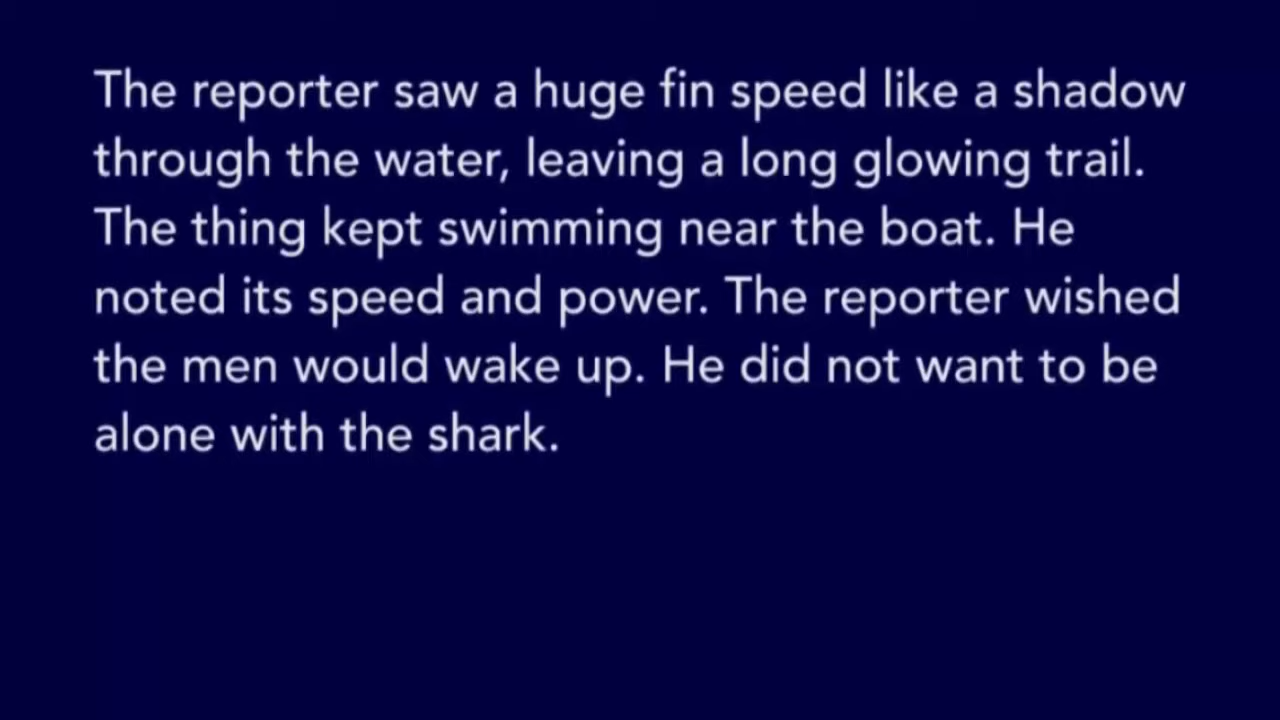 The reporter saw a huge fin speed like a shadow
through the water, leaving a long glowing trail.
The thing kept swimming near the boat. He
noted its speed and power. The reporter wished
the men would wake up. He did not want to be
alone with the shark.